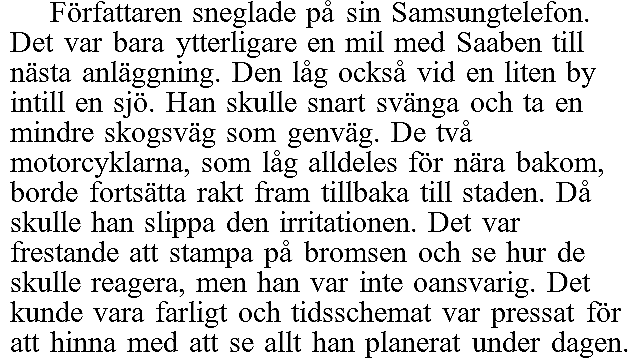 Författaren sneglade på sin Samsungtelefon.
Det var bara ytterligare en mil med Saaben till
nästa anläggning. Den låg också vid en liten by
intill en sjö. Han skulle snart svänga och ta en
mindre skogsväg som genväg. De två
motorcyklarna, som låg alldeles för nära bakom,
borde fortsätta rakt fram tillbaka till staden. Då
skulle han slippa den irritationen. Det var
frestande att stampa på bromsen och se hur de
skulle reagera, men han var inte oansvarig. Det
kunde vara farligt och tidsschemat var pressat för
att hinna med att se allt han planerat under dagen.